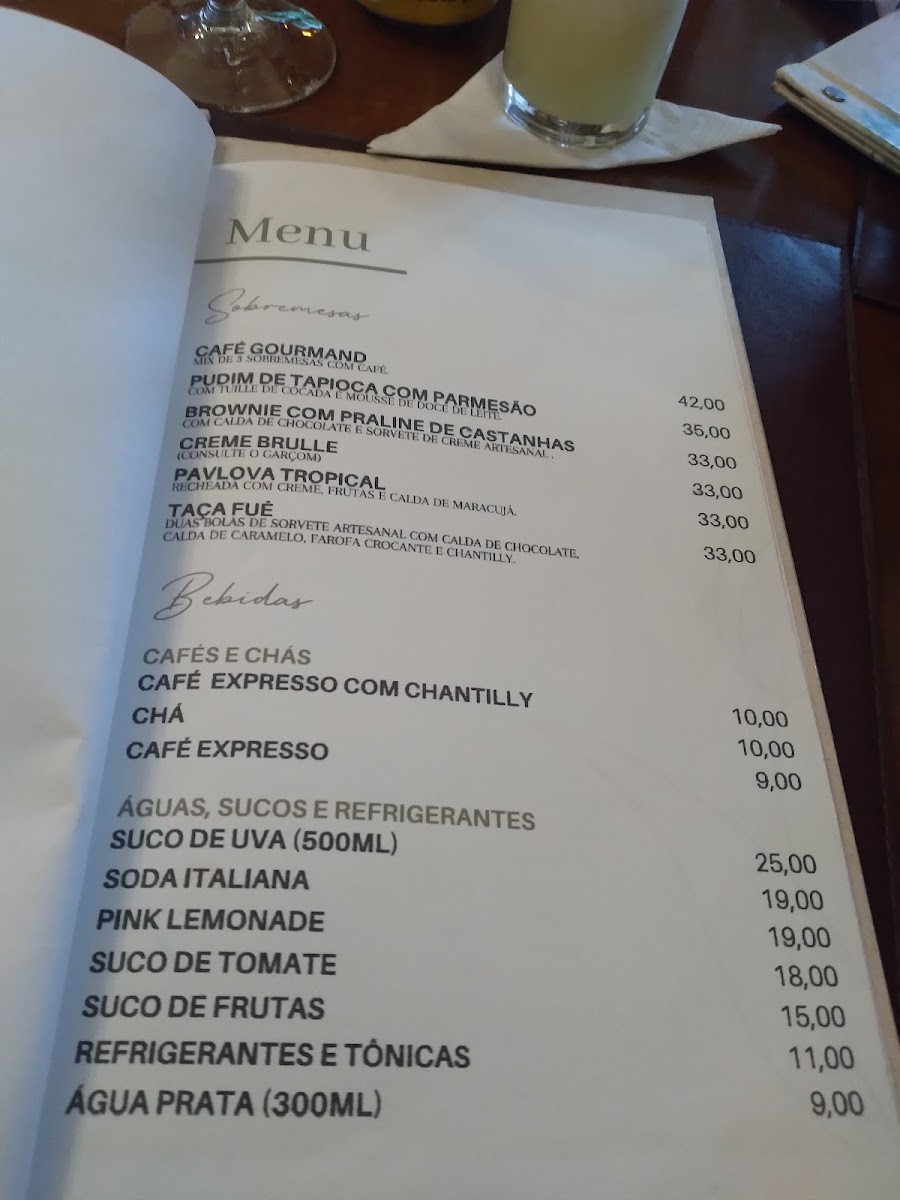 Menu
Sobremesas
CAFÉ GOURMAND 42,00
MIX DE 3 SOBREMESAS COM CAFÉ.
PUDIM DE TAPIOCA COM PARMESÃO 35,00
COM TUILLE DE COCADA E MOUSSE DE DOCE DE LEITE.
BROWNIE COM PRALINE DE CASTANHAS 33,00
COM CALDA DE CHOCOLATE E SORVETE DE CREME ARTESANAL .
CREME BRULLE 33,00
(CONSULTE O GARÇOM)
PAVLOVA TROPICAL 33,00
RECHEADA COM CREME, FRUTAS E CALDA DE MARACUJÁ.
TAÇA FUÊ 33,00
DUAS BOLAS DE SORVETE ARTESANAL COM CALDA DE CHOCOLATE,
CALDA DE CARAMELO, FAROFA CROCANTE E CHANTILLY.
Bebidas
CAFÉS E CHÁS
CAFÉ EXPRESSO COM CHANTILLY 10,00
CHÁ 10,00
CAFÉ EXPRESSO 9,00
ÁGUAS, SUCOS E REFRIGERANTES
SUCO DE UVA (500ML) 25,00
SODA ITALIANA 19,00
PINK LEMONADE 19,00
SUCO DE TOMATE 18,00
SUCO DE FRUTAS 15,00
REFRIGERANTES E TÔNICAS 11,00
ÁGUA PRATA (300ML) 9,00